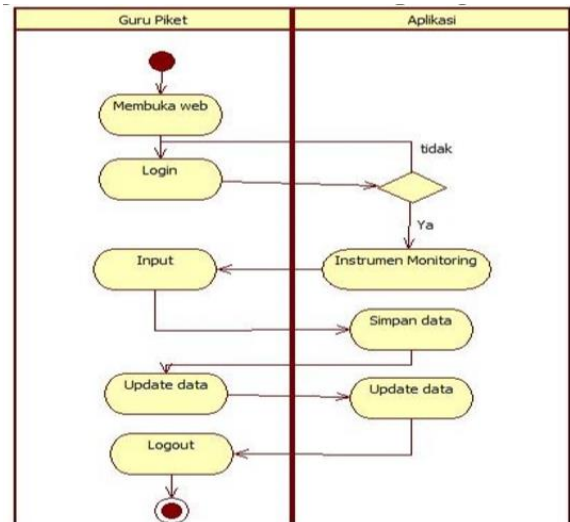 Guru Piket
Aplikasi
Membuka web
tidak
Login
Ya
Input
Instrumen Monitoring
Simpan data
Update data
Update data
Logout